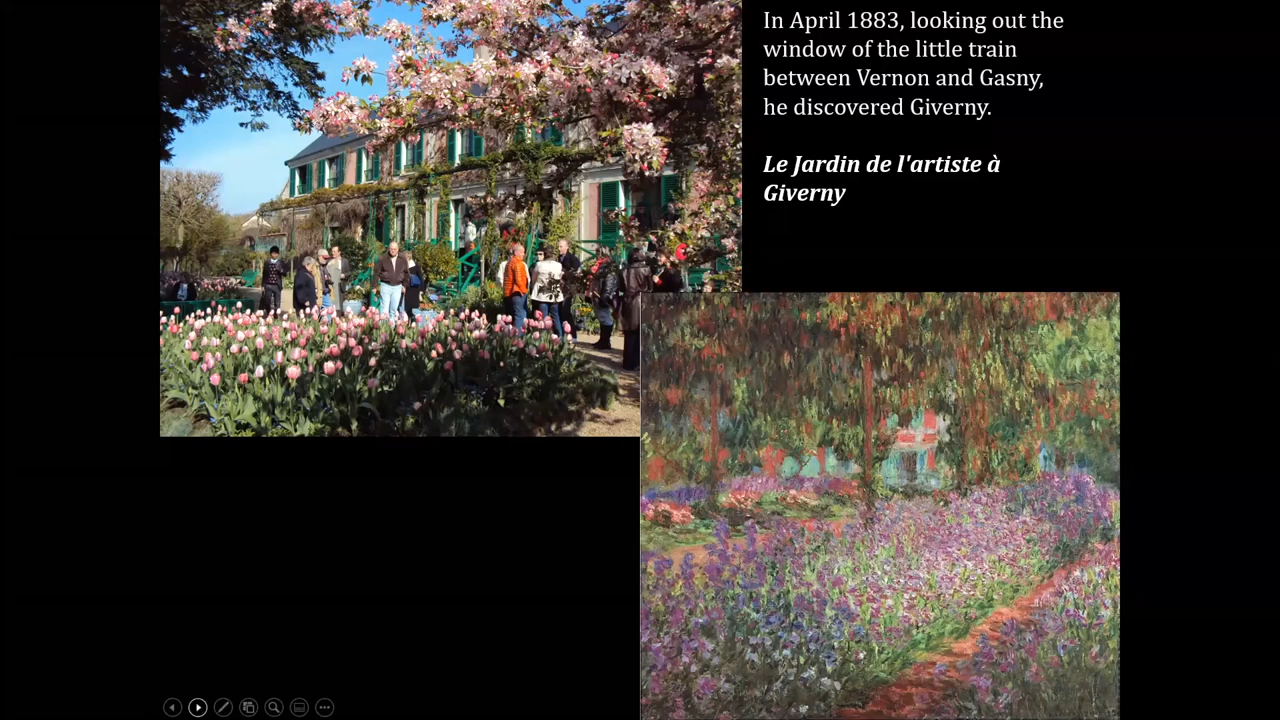 In April 1883, looking out the
window of the little train
between Vernon and Gasny,
he discovered Giverny.
Le Jardin de l'artiste à
Giverny